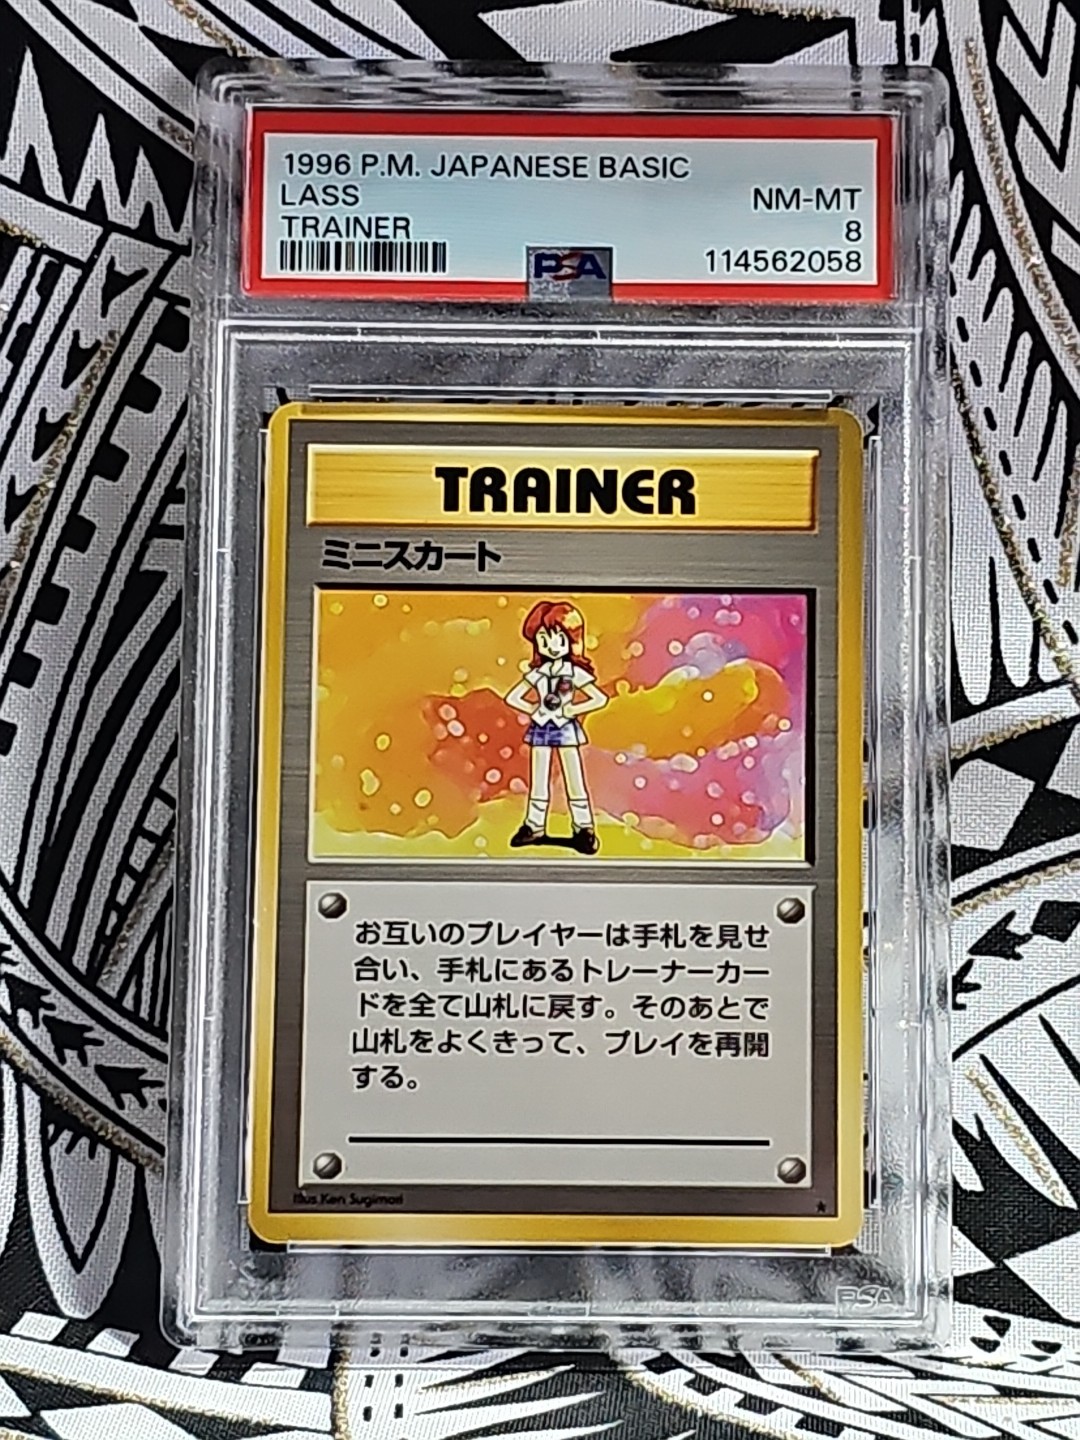 1996 P.M. JAPANESE BASIC
LASS
NM-MT
TRAINER
8
PSA
114562058
TRAINER
ミニスカート
お互いのプレイヤーは手札を見せ
合い、手札にあるトレーナーカー
ドを全て山札に戻す。そのあとで
山札をよくきって、プレイを再開
する。
Illus. Ken Sugimori
★
PSA